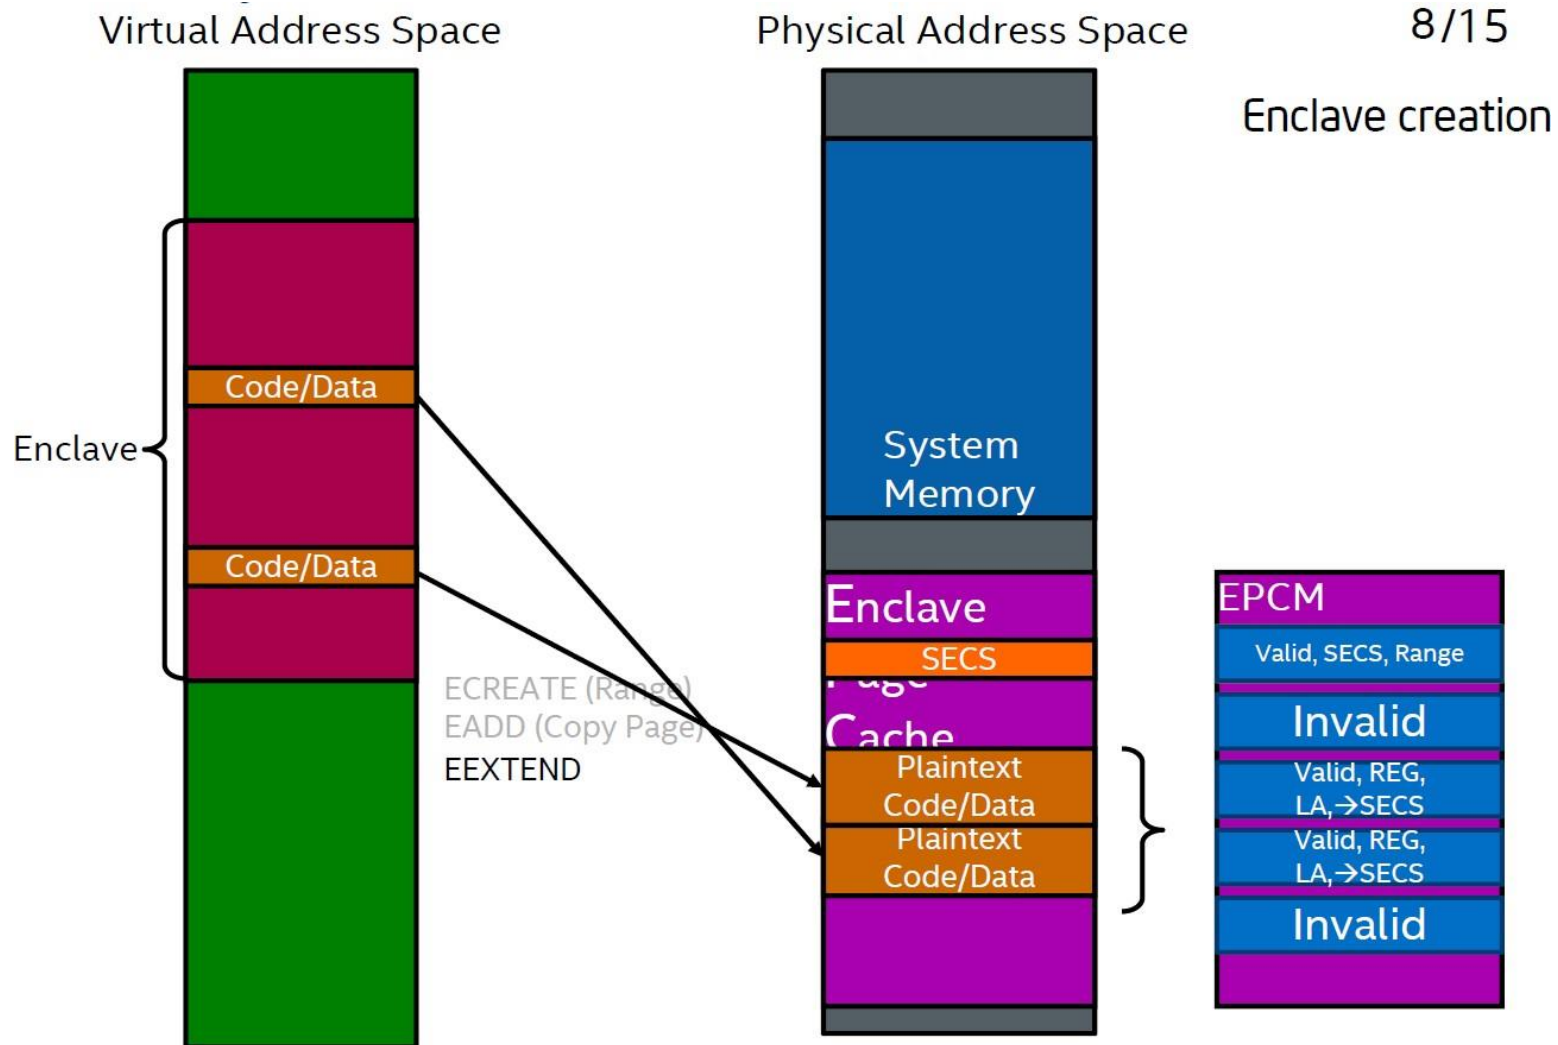 Virtual Address Space
Physical Address Space
8/15
Enclave creation
Code/Data
Enclave
Code/Data
ECREATE (Range)
EADD (Copy Page)
EEXTEND
System
Memory
Enclave
SECS
Page
Cache
Plaintext
Code/Data
Plaintext
Code/Data
EPCM
Valid, SECS, Range
Invalid
Valid, REG,
LA,→SECS
Valid, REG,
LA,→SECS
Invalid